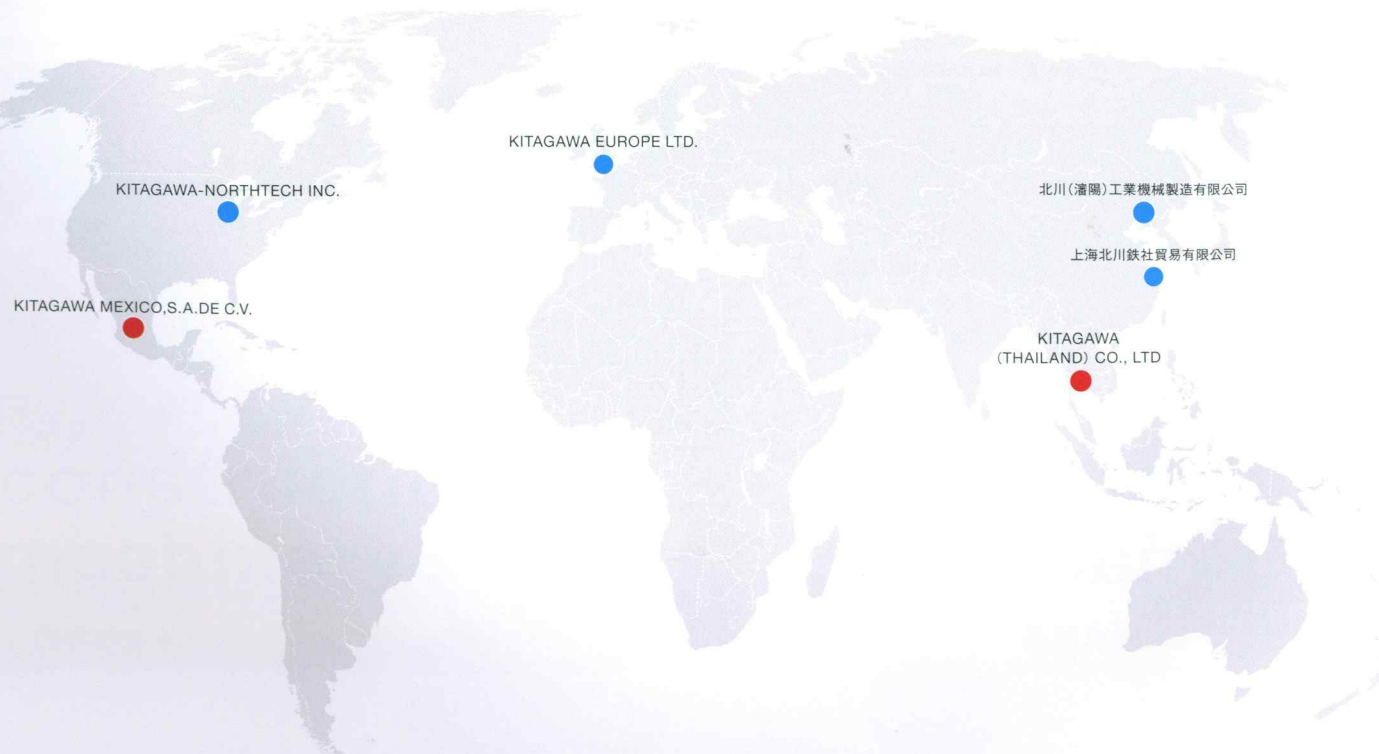 KITAGAWA EUROPE LTD.
KITAGAWA-NORTHTECH INC.
北川(瀋陽)工業機械製造有限公司
上海北川鉄社貿易有限公司
KITAGAWA MEXICO,S.A.DE C.V.
KITAGAWA
(THAILAND) CO., LTD